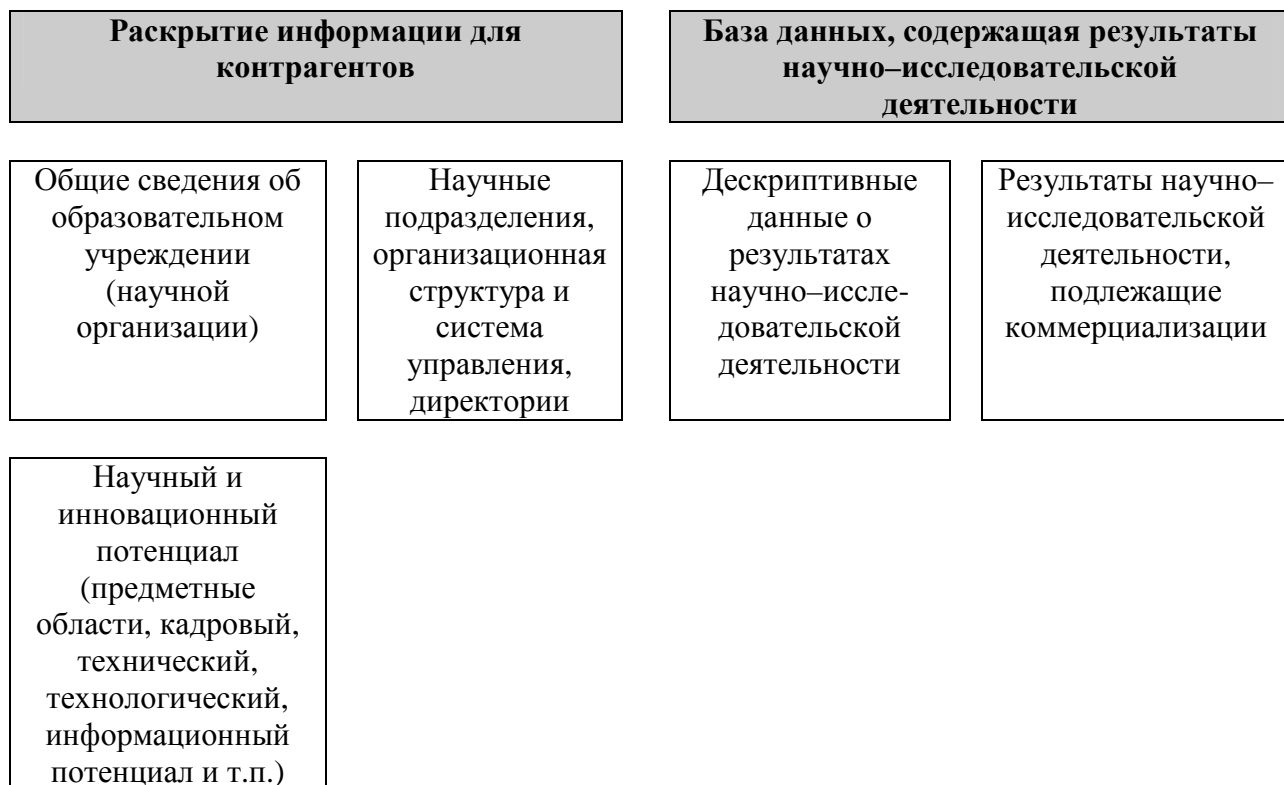 Раскрытие информации для
контрагентов
База данных, содержащая результаты
научно–исследовательской
деятельности
Общие сведения об
образовательном
учреждении
(научной
организации)
Научные
подразделения,
организационная
структура и
система
управления,
директории
Дескриптивные
данные о
результатах
научно–иссле-
довательской
деятельности
Результаты научно–
исследовательской
деятельности,
подлежащие
коммерциализации
Научный и
инновационный
потенциал
(предметные
области, кадровый,
технический,
технологический,
информационный
потенциал и т.п.)